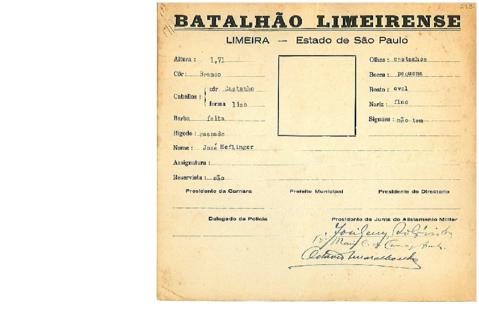 BATALHÃO LIMEIRENSE
LIMEIRA — Estado de São Paulo
Altura: 1,71
Olhos: castanhos
Côr: Branco
Bocca: pequena
Cabellos: côr Castanho
Rosto: oval
forma liso
Nariz: fino
Barba feita
Signaes: não tem
Bigode: raspado
Nome: José Heflinger
Assignatura:
Reservista: não
Presidente da Camara Prefeito Municipal Presidente do Directorio
Delegado de Policia Presidente da Junta de Alistamento Militar